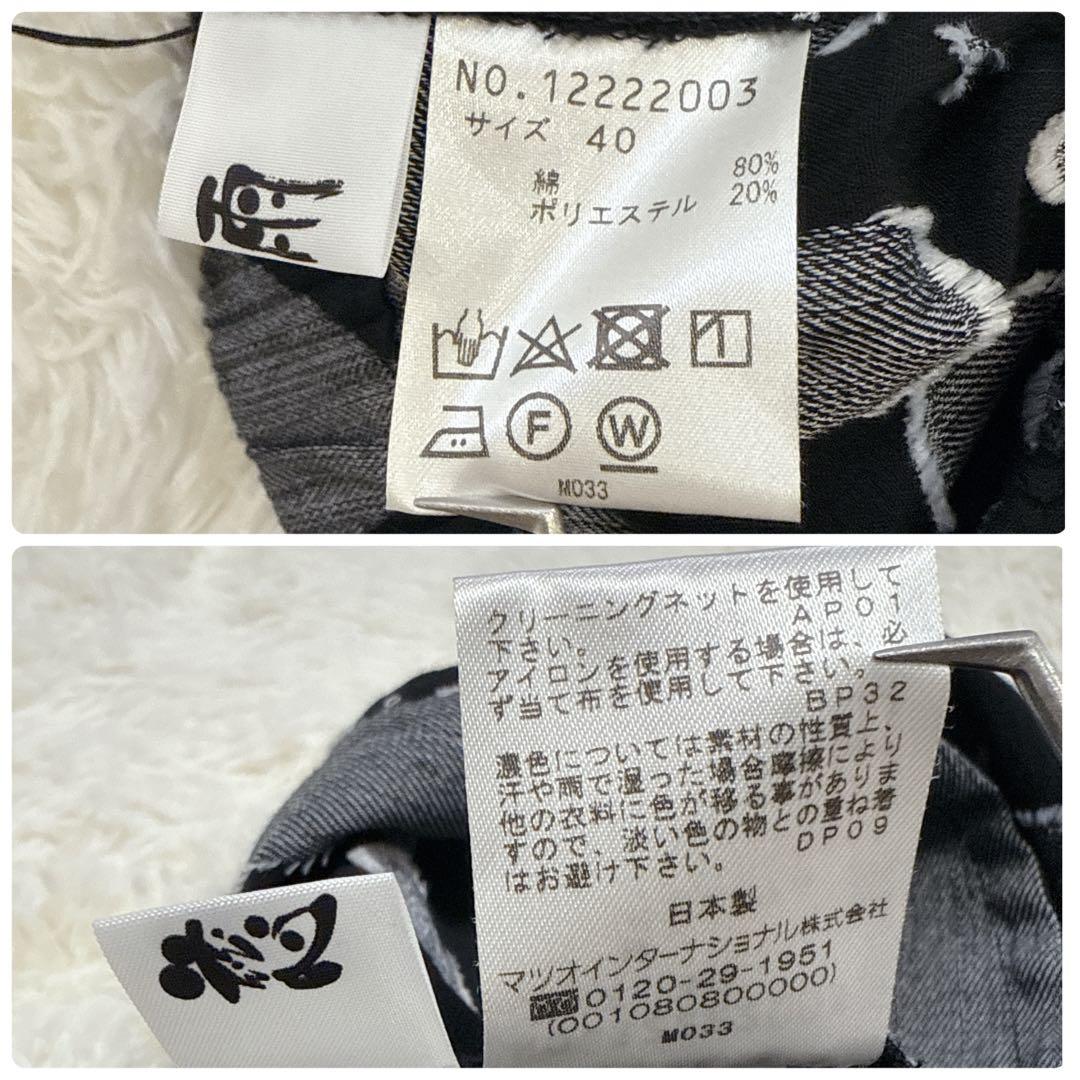 NO.12222003
サイズ 40
綿 80%
ポリエステル 20%
F
W
M033
クリーニングネットを使用して
下さい。 AP01
アイロンを使用する場合は、必
ず当て布を使用して下さい。
BP32
濃色については素材の性質上、
汗や雨で湿った場合摩擦により
他の衣料に色が移る事がありま
すので、淡い色の物との重ね着
はお避け下さい。 DP09
日本製
マツオインターナショナル株式会社
0120-29-1951
(001080800000)
M033